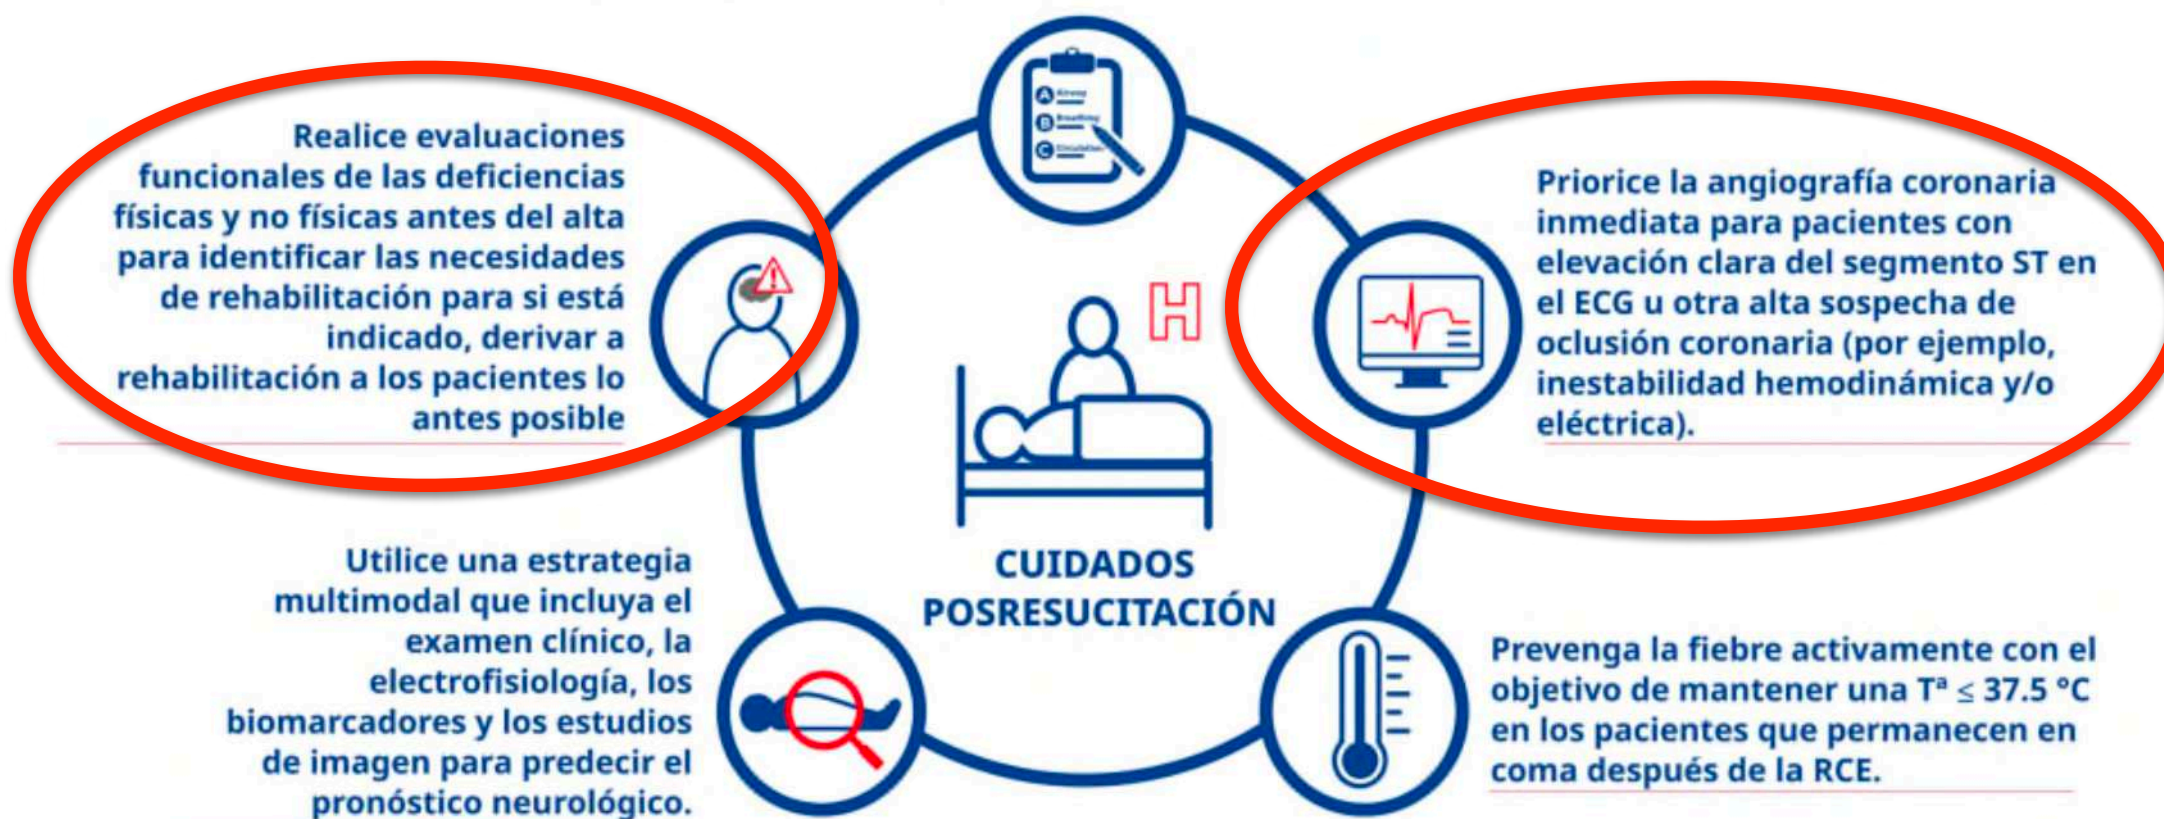 A Airway
B Breathing
C Circulation
Realice evaluaciones
funcionales de las deficiencias
físicas y no físicas antes del alta
para identificar las necesidades
de rehabilitación para si está
indicado, derivar a
rehabilitación a los pacientes lo
antes posible
Priorice la angiografía coronaria
inmediata para pacientes con
elevación clara del segmento ST en
el ECG u otra alta sospecha de
oclusión coronaria (por ejemplo,
inestabilidad hemodinámica y/o
eléctrica).
H
CUIDADOS
POSRESUCITACIÓN
Utilice una estrategia
multimodal que incluya el
examen clínico, la
electrofisiología, los
biomarcadores y los estudios
de imagen para predecir el
pronóstico neurológico.
Prevenga la fiebre activamente con el
objetivo de mantener una Tª ≤ 37.5 °C
en los pacientes que permanecen en
coma después de la RCE.